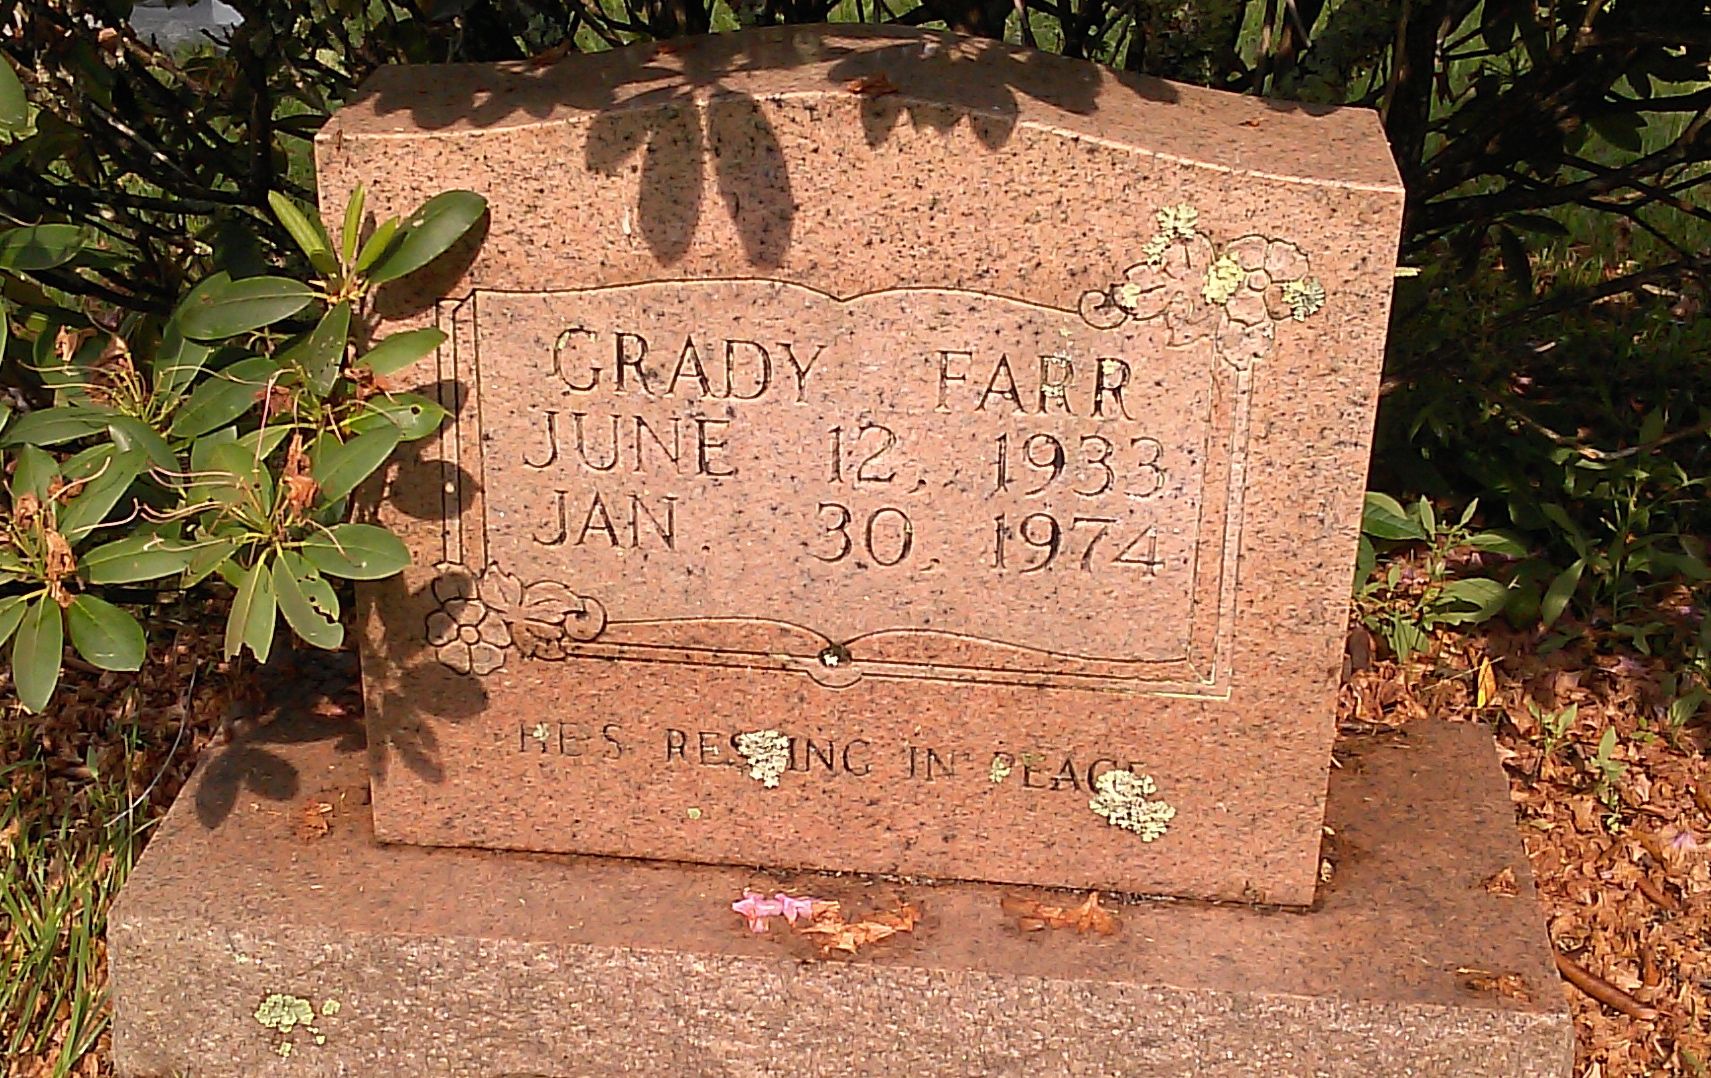 GRADY FARR
JUNE 12, 1933
JAN 30, 1974
HE'S RESTING IN PEACE